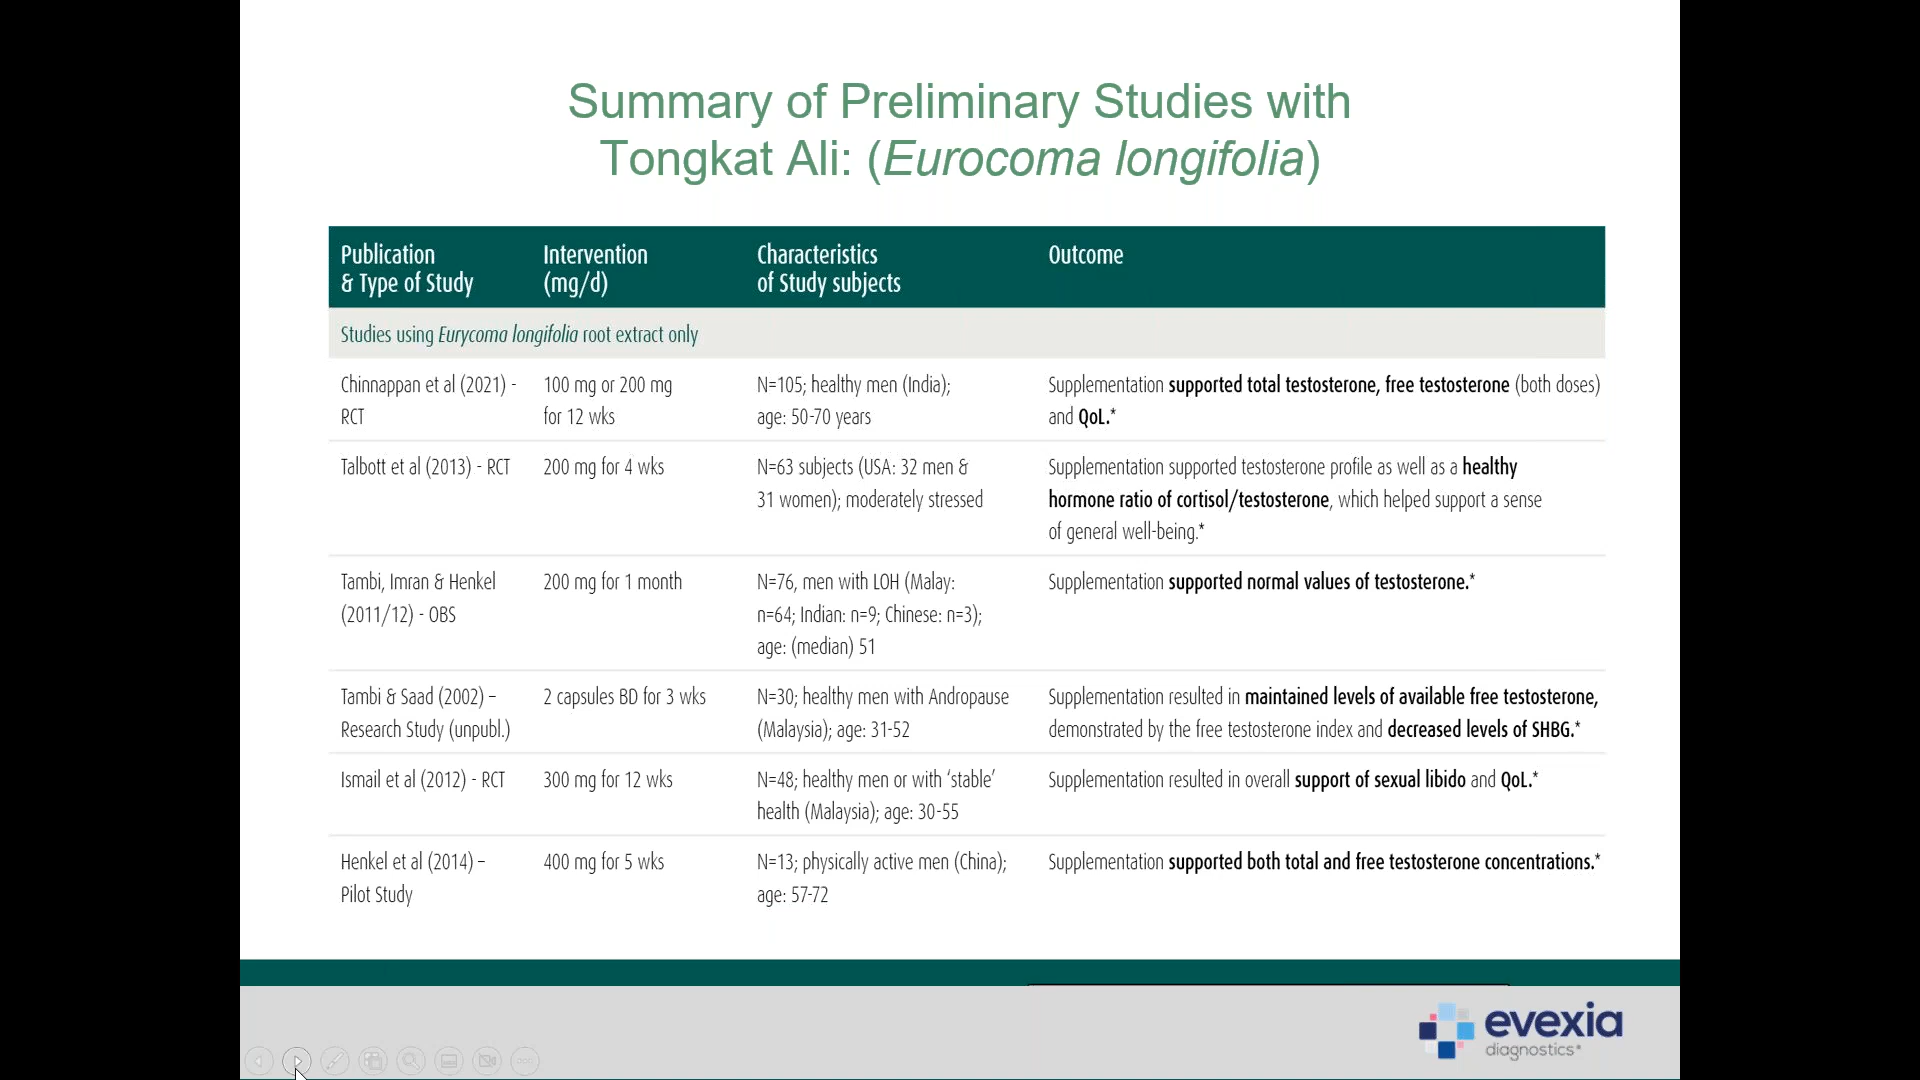 Summary of Preliminary Studies with
Tongkat Ali: (Eurocoma longifolia)
Publication
& Type of Study
Intervention
(mg/d)
Characteristics
of Study subjects
Outcome
Studies using Eurycoma longifolia root extract only
Chinnappan et al (2021) -
RCT
100 mg or 200 mg
for 12 wks
N=105; healthy men (India);
age: 50-70 years
Supplementation supported total testosterone, free testosterone (both doses)
and QoL.*
Talbott et al (2013) - RCT
200 mg for 4 wks
N=63 subjects (USA: 32 men &
31 women); moderately stressed
Supplementation supported testosterone profile as well as a healthy
hormone ratio of cortisol/testosterone, which helped support a sense
of general well-being.*
Tambi, Imran & Henkel
(2011/12) - OBS
200 mg for 1 month
N=76, men with LOH (Malay:
n=64; Indian: n=9; Chinese: n=3);
age: (median) 51
Supplementation supported normal values of testosterone.*
Tambi & Saad (2002) –
Research Study (unpubl.)
2 capsules BD for 3 wks
N=30; healthy men with Andropause
(Malaysia); age: 31-52
Supplementation resulted in maintained levels of available free testosterone,
demonstrated by the free testosterone index and decreased levels of SHBG.*
Ismail et al (2012) - RCT
300 mg for 12 wks
N=48; healthy men or with ‘stable’
health (Malaysia); age: 30-55
Supplementation resulted in overall support of sexual libido and QoL.*
Henkel et al (2014) –
Pilot Study
400 mg for 5 wks
N=13; physically active men (China);
age: 57-72
Supplementation supported both total and free testosterone concentrations.*
evexia
diagnostics